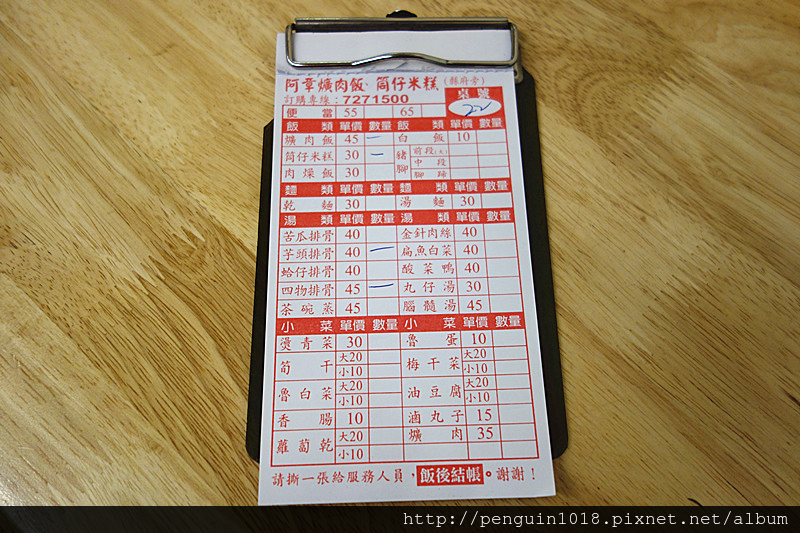 阿章爌肉飯·筒仔米糕(縣府旁)
訂購專線：7271500
桌號
22
便當 55 65
飯類 單價 數量 飯類 單價 數量
爌肉飯 45 一 白飯 10
筒仔米糕 30 一 豬腳 前段(大)
中段
肉燥飯 30 腳蹄
麵類 單價 數量 麵類 單價 數量
乾麵 30 湯麵 30
湯類 單價 數量 湯類 單價 數量
苦瓜排骨 40 金針肉絲 40
芋頭排骨 40 一 扁魚白菜 40
蛤仔排骨 40 酸菜鴨 40
四物排骨 45 一 丸仔湯 30
茶碗蒸 45 腦髓湯 45
小菜 單價 數量 小菜 單價 數量
燙青菜 30 魯蛋 10
筍干 大20 小10 梅干菜 大20 小10
魯白菜 大20 小10 油豆腐 大20 小10
香腸 10 滷丸子 15
蘿蔔乾 大20 小10 爌肉 35
請撕一張給服務人員，飯後結帳。謝謝！
http://penguin1018.pixnet.net/album